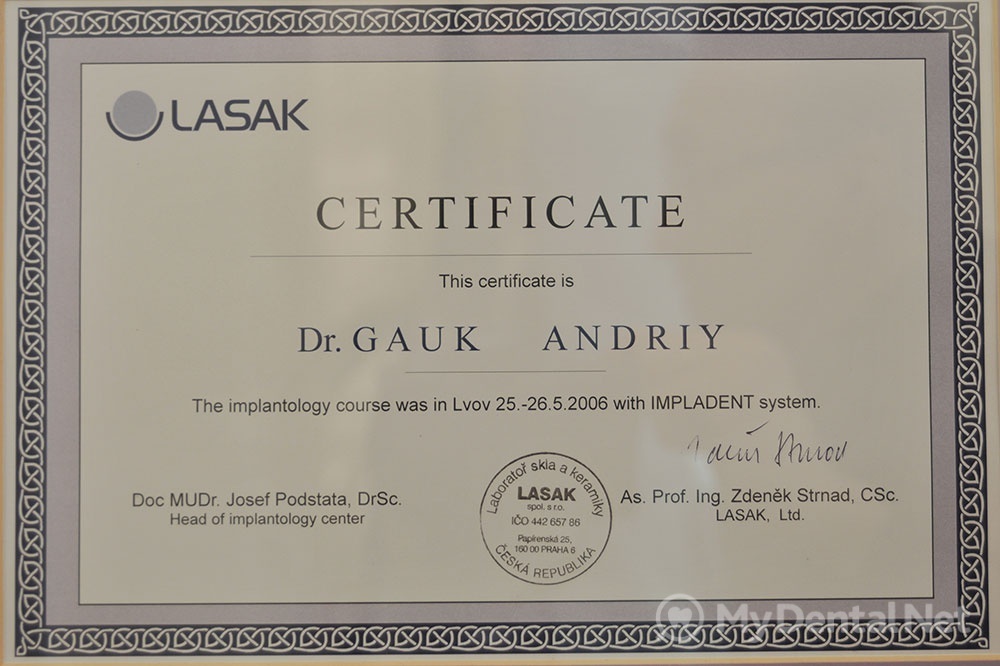 LASAK
CERTIFICATE
This certificate is
Dr. GAUK ANDRIY
The implantology course was in Lvov 25.-26.5.2006 with IMPLADENT system.
Doc MUDr. Josef Podstata, DrSc.
Head of implantology center
Laboratoř skla a keramiky
LASAK
spol. s r.o.
IČO 442 657 86
Papírenská 25,
160 00 PRAHA 6
ČESKÁ REPUBLIKA
As. Prof. Ing. Zdeněk Strnad, CSc.
LASAK, Ltd.
MyDental.Net